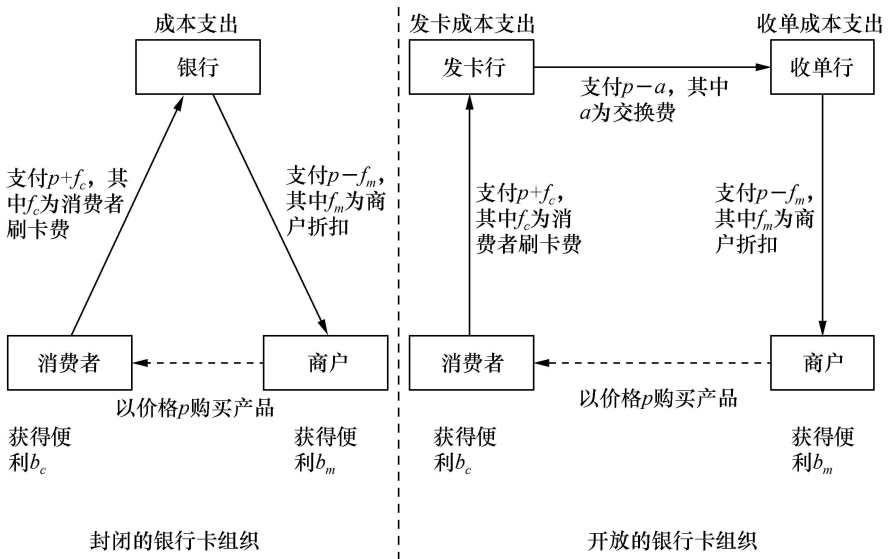 成本支出
银行
支付p+fc，其
中fc为消费者
刷卡费
支付p−fm，
其中fm为商
户折扣
消费者
商户
以价格p购买产品
获得便
利bc
获得便
利bm
封闭的银行卡组织
发卡成本支出
收单成本支出
发卡行
收单行
支付p−a，其中
a为交换费
支付p+fc，
其中fc为消
费者刷卡费
支付p−fm，
其中fm为商
户折扣
消费者
商户
以价格p购买产品
获得便
利bc
获得便
利bm
开放的银行卡组织